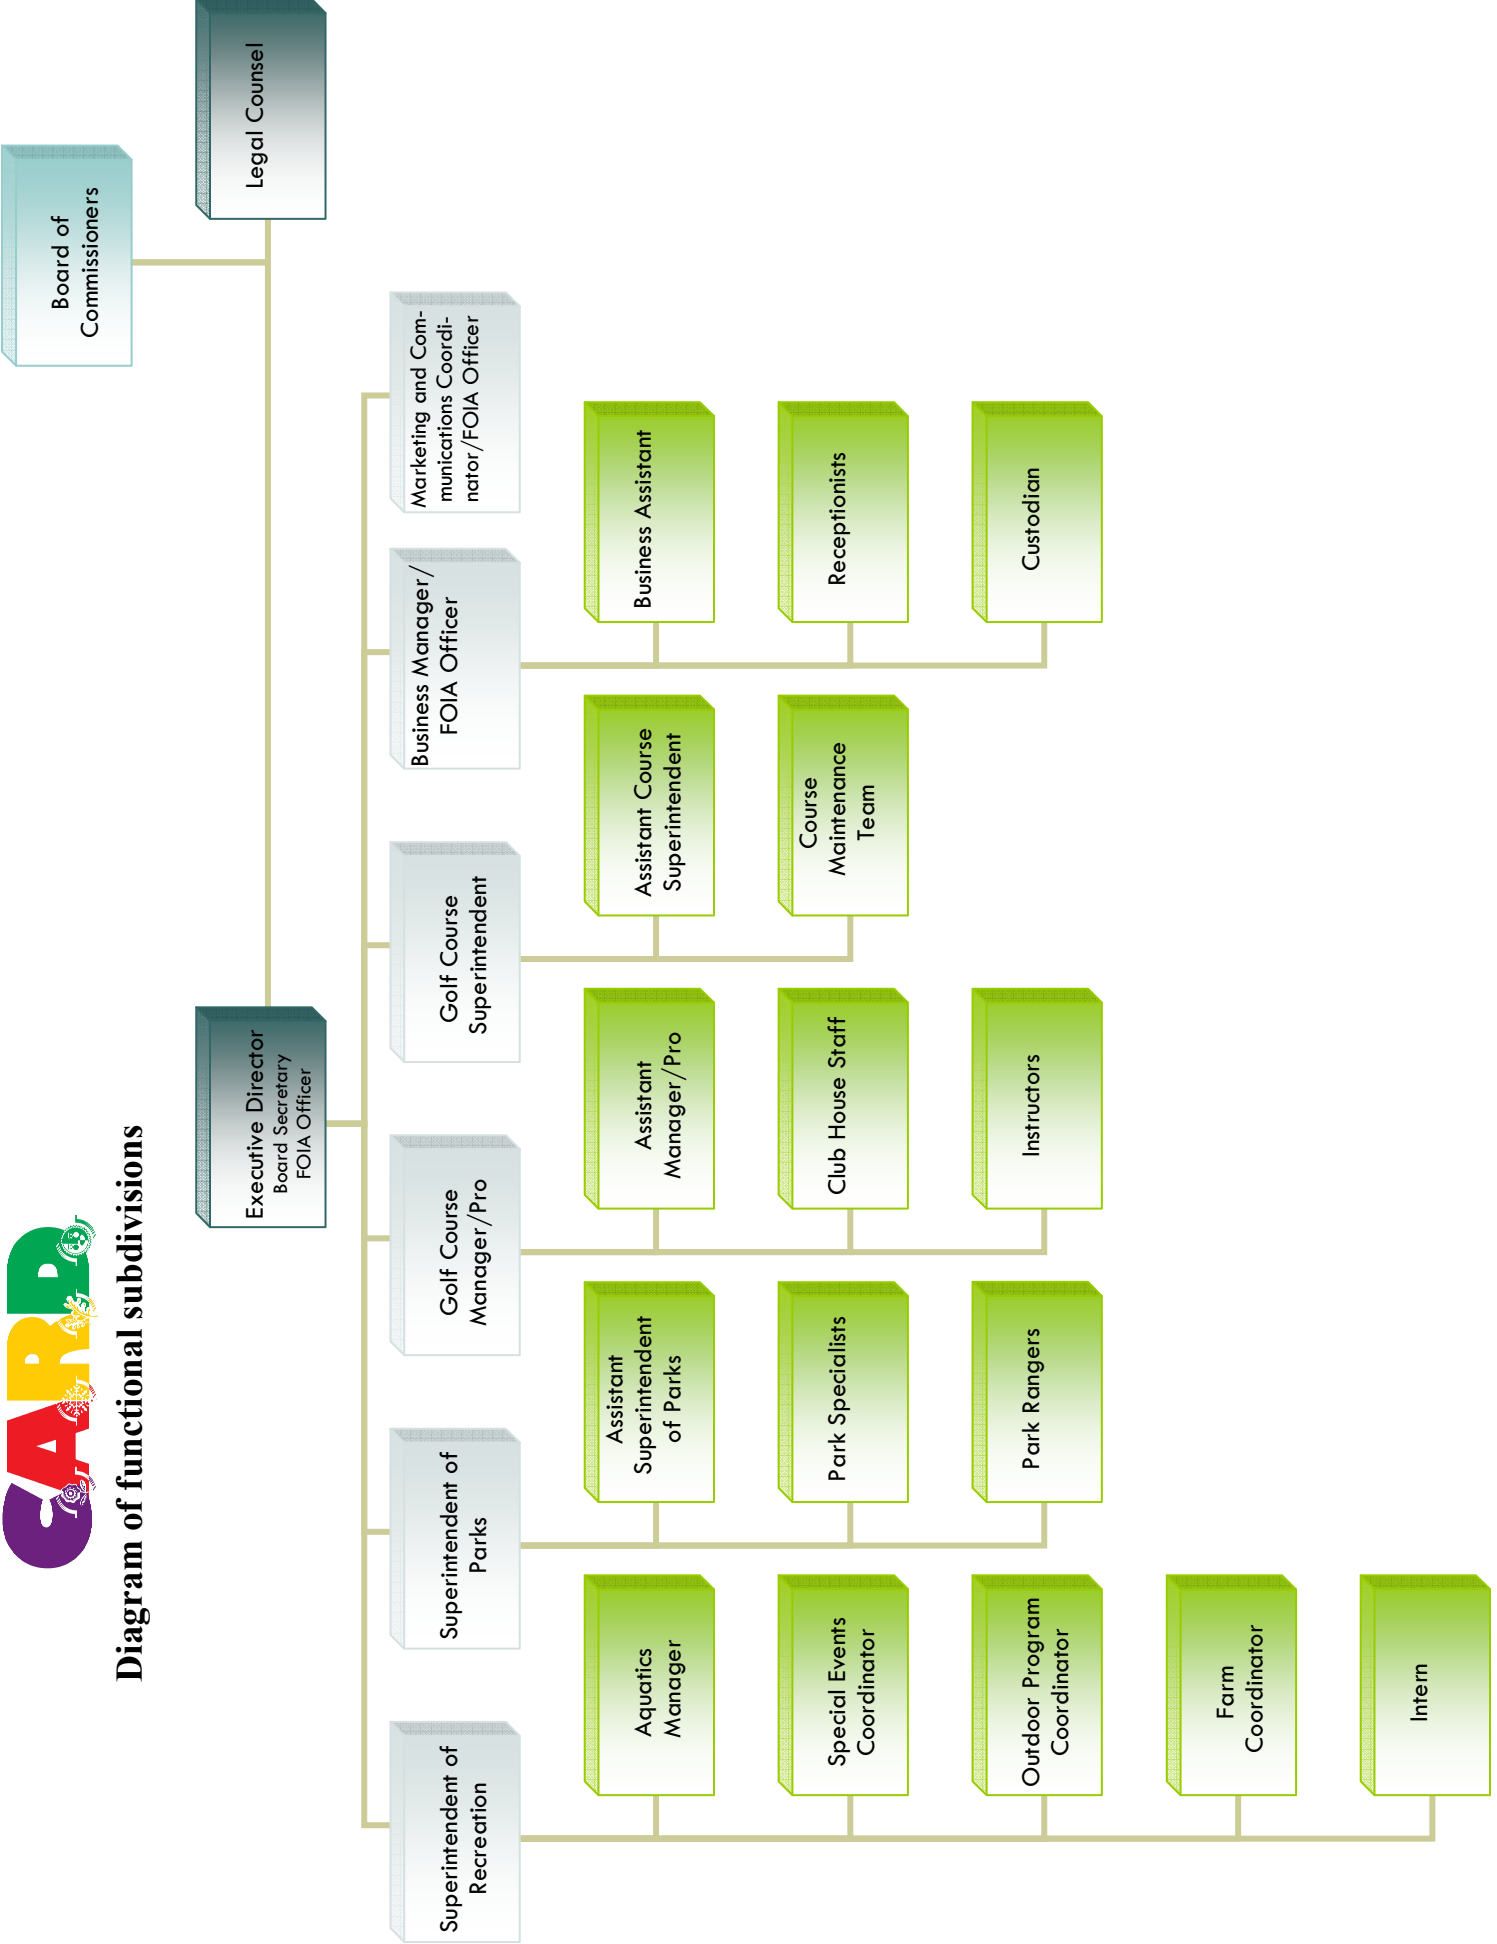 CARD
Diagram of functional subdivisions
Board of
Commissioners
Executive Director
Board Secretary
FOIA Officer
Legal Counsel
Superintendent of
Recreation
Superintendent of
Parks
Golf Course
Manager/Pro
Golf Course
Superintendent
Business Manager/
FOIA Officer
Marketing and Com-
munications Coordi-
nator/FOIA Officer
Aquatics
Manager
Assistant
Superintendent
of Parks
Assistant
Manager/Pro
Assistant Course
Superintendent
Business Assistant
Special Events
Coordinator
Park Specialists
Club House Staff
Course
Maintenance
Team
Receptionists
Outdoor Program
Coordinator
Park Rangers
Instructors
Custodian
Farm
Coordinator
Intern